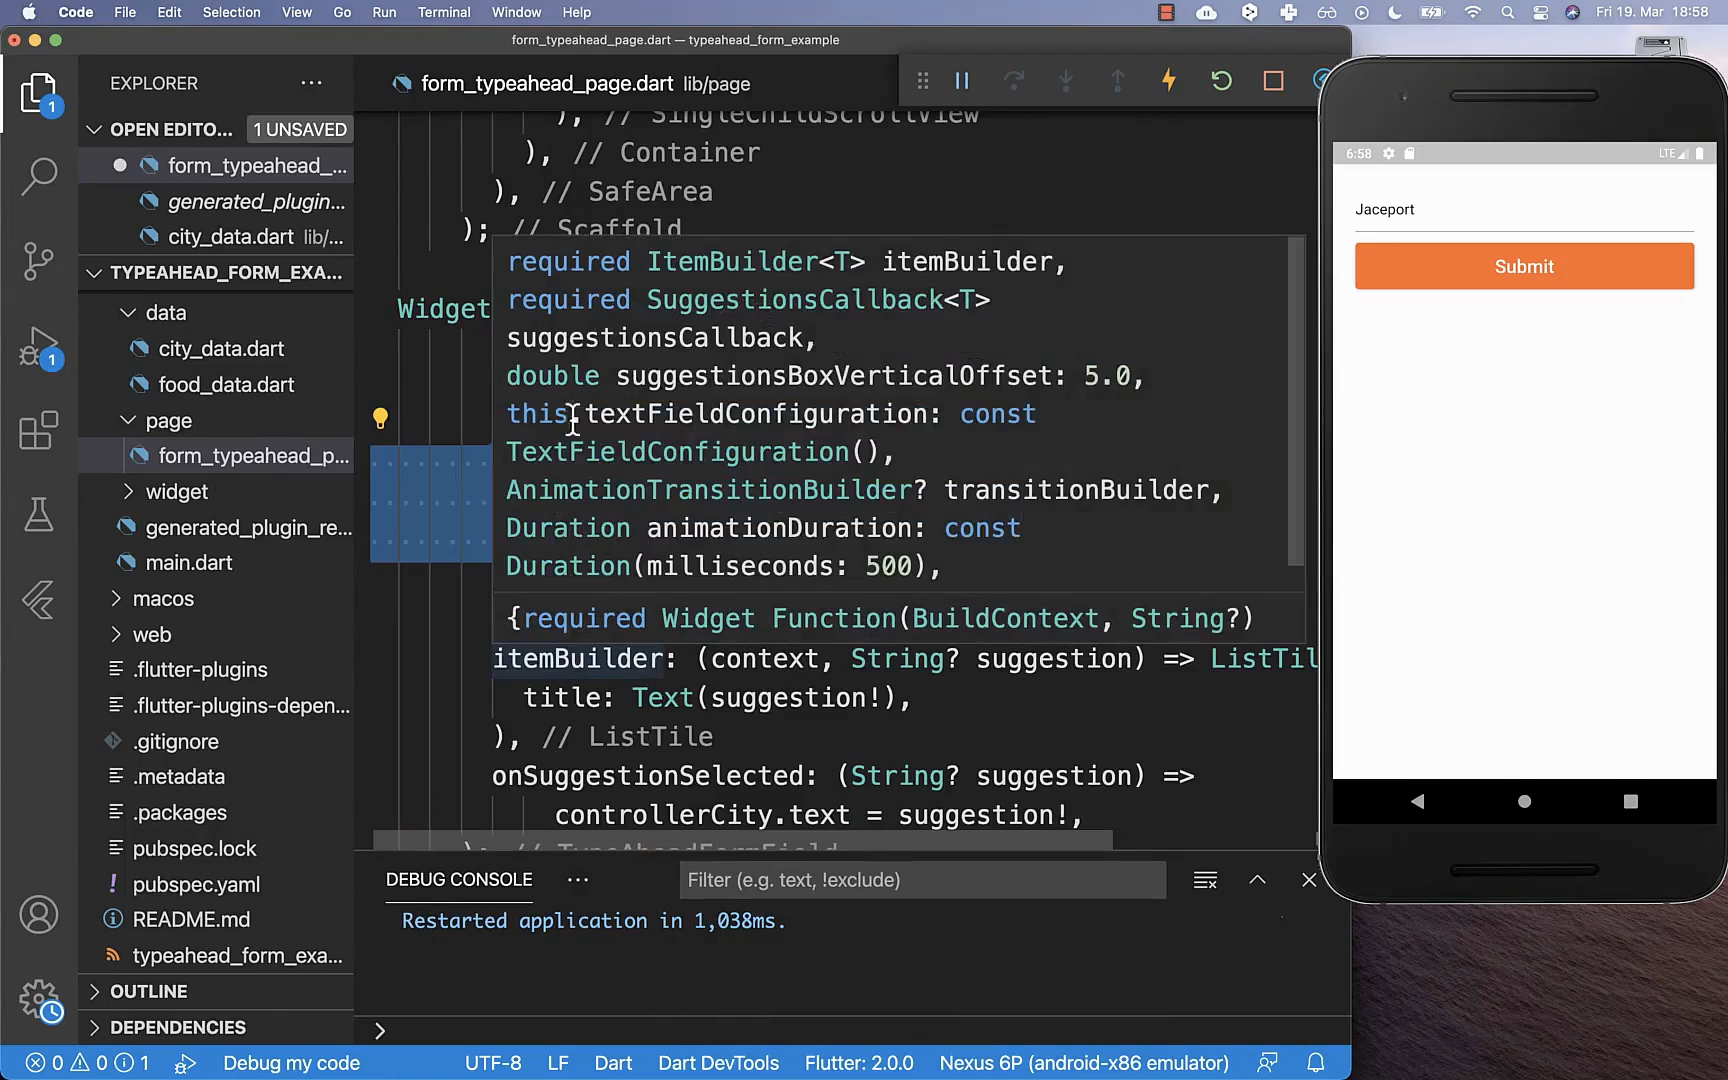 Code File Edit Selection View Go Run Terminal Window Help Fri 19. Mar 18:58
form_typeahead_page.dart — typeahead_form_example
EXPLORER
OPEN EDITO... 1 UNSAVED
form_typeahead_...
generated_plugin...
city_data.dart lib/...
TYPEAHEAD_FORM_EXA...
data
city_data.dart
food_data.dart
page
form_typeahead_p...
widget
generated_plugin_re...
main.dart
macos
web
.flutter-plugins
.flutter-plugins-depen...
.gitignore
.metadata
.packages
pubspec.lock
pubspec.yaml
README.md
typeahead_form_exa...
OUTLINE
DEPENDENCIES
1
1
form_typeahead_page.dart lib/page
), // SingleChildScrollView
), // Container
), // SafeArea
); // Scaffold
Widget
required ItemBuilder<T> itemBuilder,
required SuggestionsCallback<T>
suggestionsCallback,
double suggestionsBoxVerticalOffset: 5.0,
this.textFieldConfiguration: const
TextFieldConfiguration(),
AnimationTransitionBuilder? transitionBuilder,
Duration animationDuration: const
Duration(milliseconds: 500),
{required Widget Function(BuildContext, String?)
itemBuilder: (context, String? suggestion) => ListTil
title: Text(suggestion!),
), // ListTile
onSuggestionSelected: (String? suggestion) =>
controllerCity.text = suggestion!,
); // TypeAheadFormField
DEBUG CONSOLE ... Filter (e.g. text, !exclude)
Restarted application in 1,038ms.
6:58 LTE
Jaceport
Submit
0 0 1 Debug my code UTF-8 LF Dart Dart DevTools Flutter: 2.0.0 Nexus 6P (android-x86 emulator)